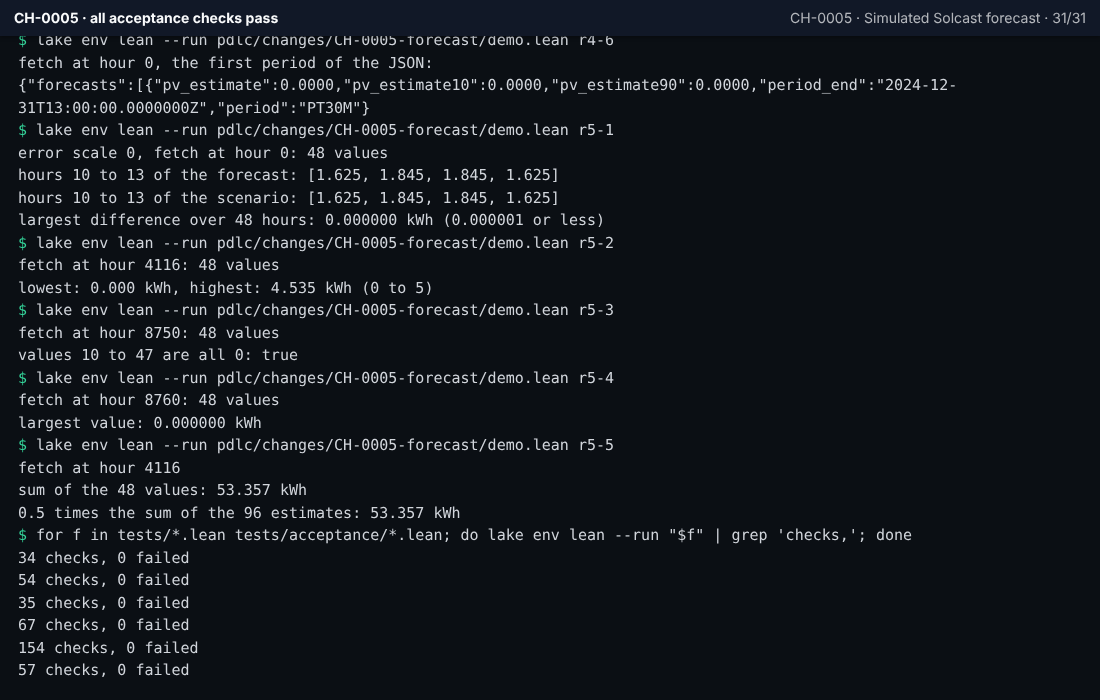 CH-0005 · all acceptance checks pass
CH-0005 · Simulated Solcast forecast · 31/31
$ lake env lean --run pdlc/changes/CH-0005-forecast/demo.lean r4-6
fetch at hour 0, the first period of the JSON:
{"forecasts":[{"pv_estimate":0.0000,"pv_estimate10":0.0000,"pv_estimate90":0.0000,"period_end":"2024-12-
31T13:00:00.0000000Z","period":"PT30M"}
$ lake env lean --run pdlc/changes/CH-0005-forecast/demo.lean r5-1
error scale 0, fetch at hour 0: 48 values
hours 10 to 13 of the forecast: [1.625, 1.845, 1.845, 1.625]
hours 10 to 13 of the scenario: [1.625, 1.845, 1.845, 1.625]
largest difference over 48 hours: 0.000000 kWh (0.000001 or less)
$ lake env lean --run pdlc/changes/CH-0005-forecast/demo.lean r5-2
fetch at hour 4116: 48 values
lowest: 0.000 kWh, highest: 4.535 kWh (0 to 5)
$ lake env lean --run pdlc/changes/CH-0005-forecast/demo.lean r5-3
fetch at hour 8750: 48 values
values 10 to 47 are all 0: true
$ lake env lean --run pdlc/changes/CH-0005-forecast/demo.lean r5-4
fetch at hour 8760: 48 values
largest value: 0.000000 kWh
$ lake env lean --run pdlc/changes/CH-0005-forecast/demo.lean r5-5
fetch at hour 4116
sum of the 48 values: 53.357 kWh
0.5 times the sum of the 96 estimates: 53.357 kWh
$ for f in tests/*.lean tests/acceptance/*.lean; do lake env lean --run "$f" | grep 'checks,'; done
34 checks, 0 failed
54 checks, 0 failed
35 checks, 0 failed
67 checks, 0 failed
154 checks, 0 failed
57 checks, 0 failed